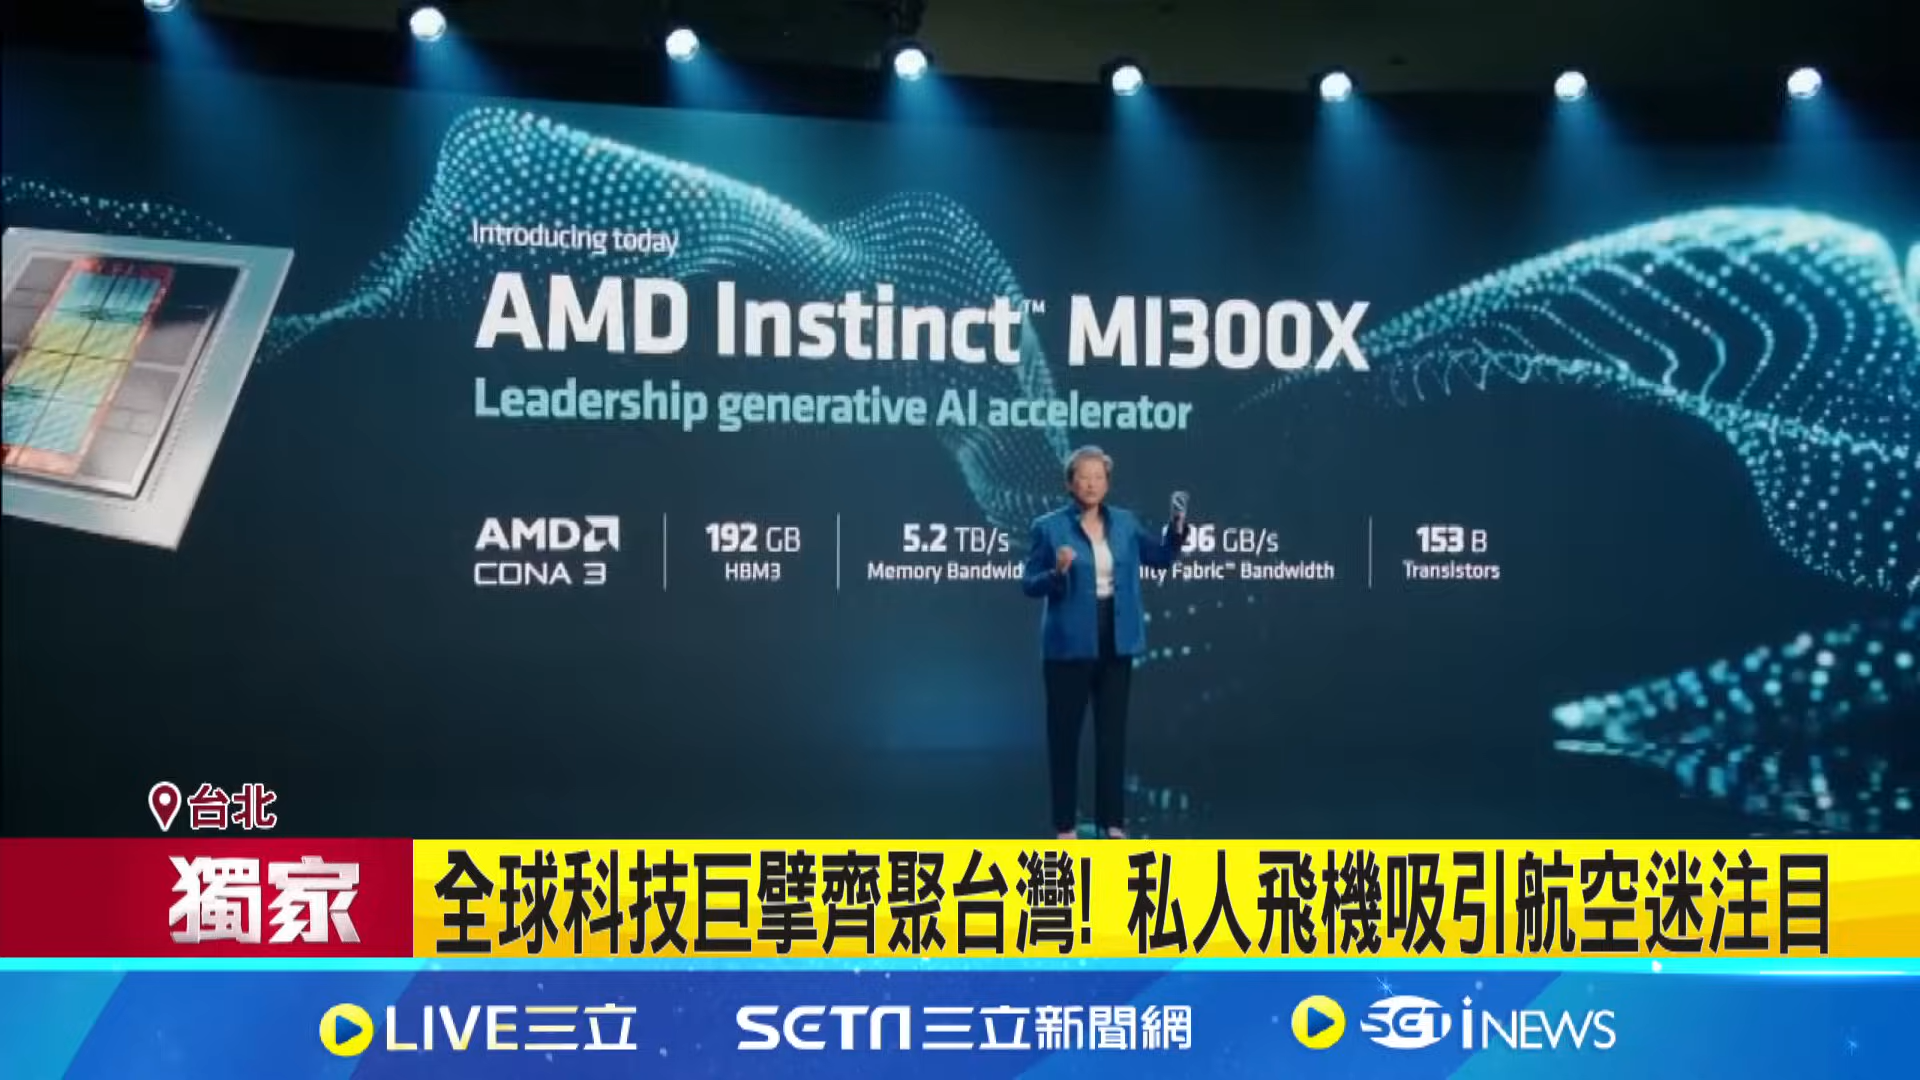 Introducing today
AMD Instinct™ MI300X
Leadership generative AI accelerator
AMD
CDNA 3
192 GB
HBM3
5.2 TB/s
Memory
96 GB/s
Fabric™ Bandwidth
153 B
Transistors
台北
獨家
全球科技巨擘齊聚台灣! 私人飛機吸引航空迷注目
LIVE三立
SETN三立新聞網
SETiNEWS